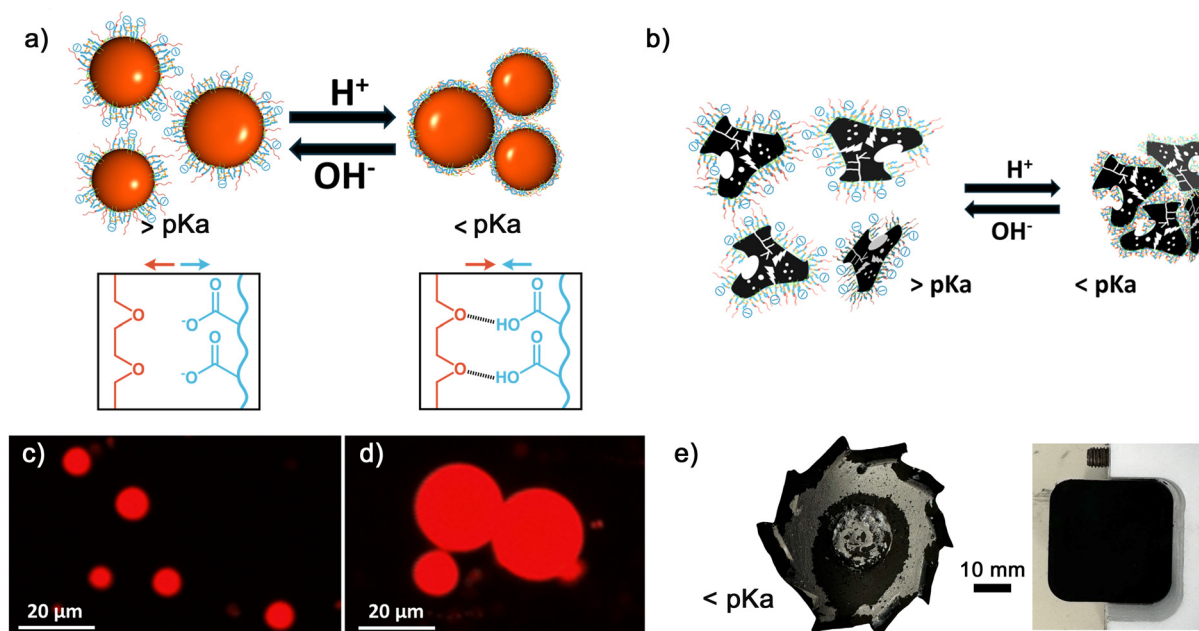 a)
H⁺
OH⁻
> pKa
< pKa
O
O
⁻O
O
⁻O
O
O
HO
O
O
HO
b)
H⁺
OH⁻
> pKa
< pKa
c)
20 µm
d)
20 µm
e)
< pKa
10 mm